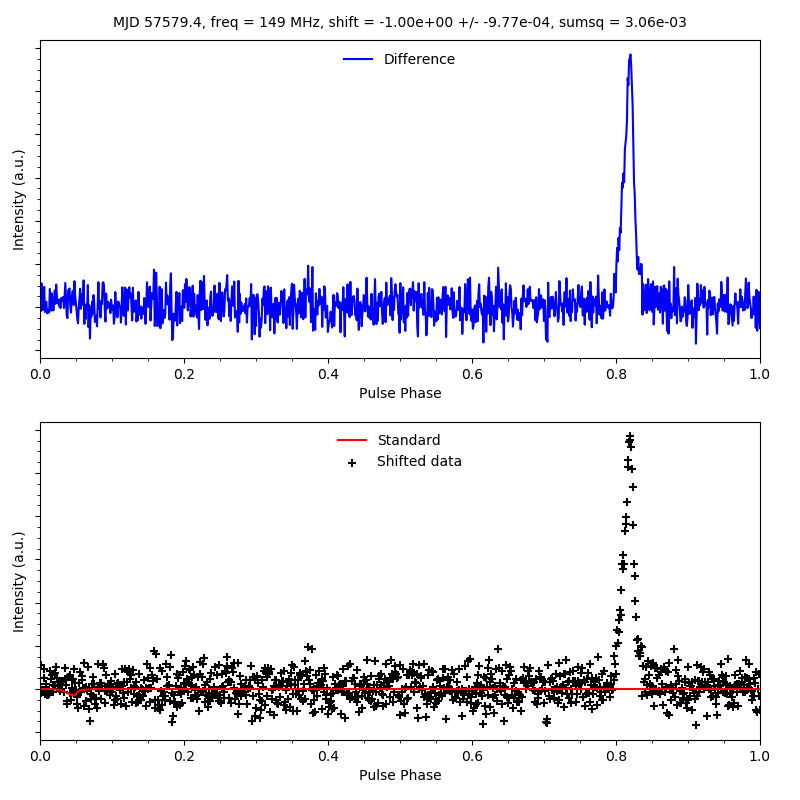 MJD 57579.4, freq = 149 MHz, shift = -1.00e+00 +/- -9.77e-04, sumsq = 3.06e-03
Difference
Intensity (a.u.)
0.0 0.2 0.4 0.6 0.8 1.0
Pulse Phase
Standard
Shifted data
Intensity (a.u.)
0.0 0.2 0.4 0.6 0.8 1.0
Pulse Phase